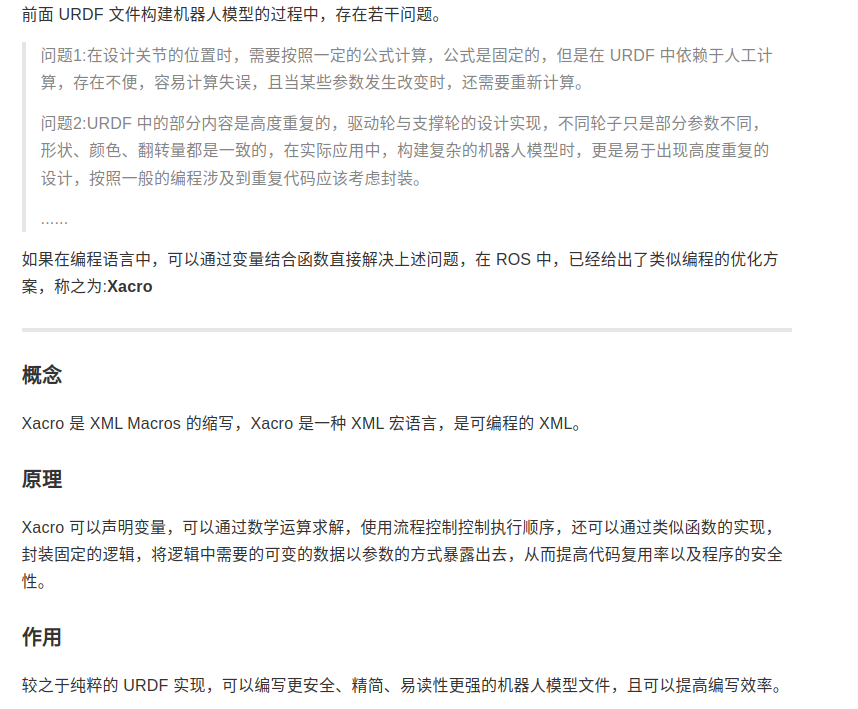 前面 URDF 文件构建机器人模型的过程中，存在若干问题。
问题1:在设计关节的位置时，需要按照一定的公式计算，公式是固定的，但是在 URDF 中依赖于人工计
算，存在不便，容易计算失误，且当某些参数发生改变时，还需要重新计算。
问题2:URDF 中的部分内容是高度重复的，驱动轮与支撑轮的设计实现，不同轮子只是部分参数不同，
形状、颜色、翻转量都是一致的，在实际应用中，构建复杂的机器人模型时，更是易于出现高度重复的
设计，按照一般的编程涉及到重复代码应该考虑封装。
......
如果在编程语言中，可以通过变量结合函数直接解决上述问题，在 ROS 中，已经给出了类似编程的优化方
案，称之为:Xacro
概念
Xacro 是 XML Macros 的缩写，Xacro 是一种 XML 宏语言，是可编程的 XML。
原理
Xacro 可以声明变量，可以通过数学运算求解，使用流程控制控制执行顺序，还可以通过类似函数的实现，
封装固定的逻辑，将逻辑中需要的可变的数据以参数的方式暴露出去，从而提高代码复用率以及程序的安全
性。
作用
较之于纯粹的 URDF 实现，可以编写更安全、精简、易读性更强的机器人模型文件，且可以提高编写效率。